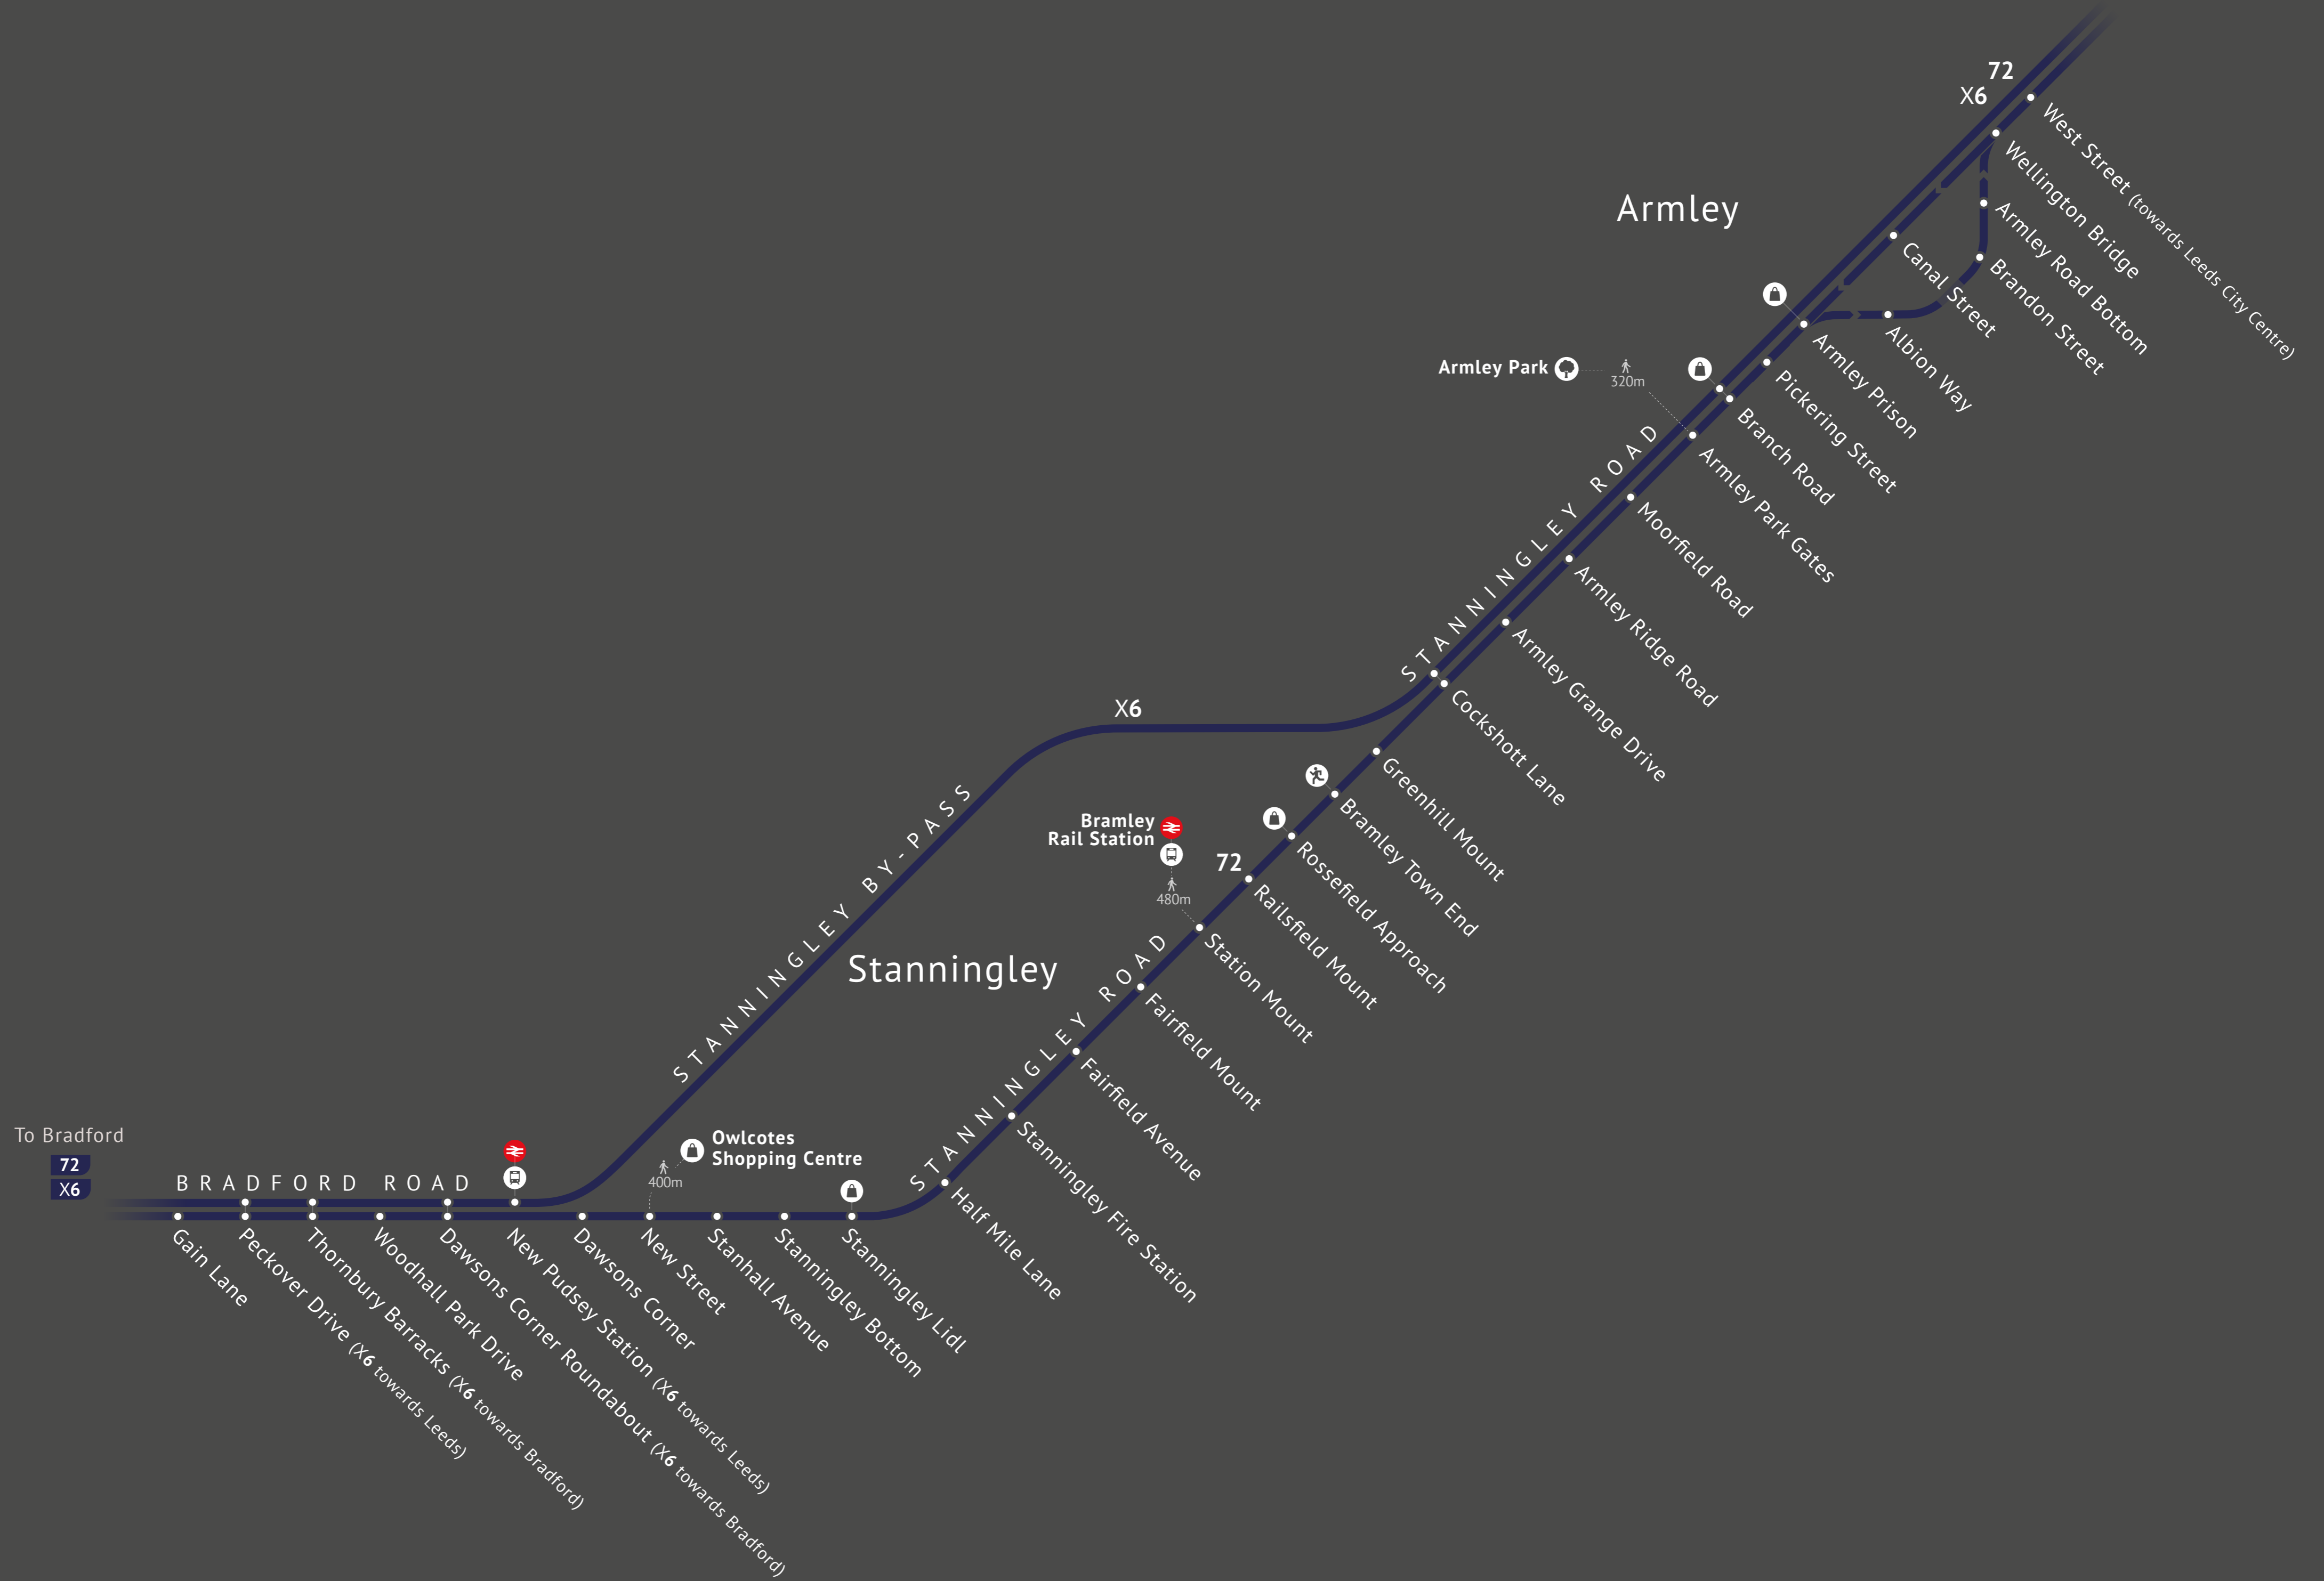 72
X6
West Street (towards Leeds City Centre)
Wellington Bridge
Armley Road Bottom
Brandon Street
Canal Street
Albion Way
Armley
Armley Prison
Pickering Street
Armley Park
320m
Branch Road
Armley Park Gates
Moorfield Road
Armley Ridge Road
Armley Grange Drive
STANNINGLEY ROAD
Cockshott Lane
X6
Greenhill Mount
Bramley Town End
Rossefield Approach
Bramley
Rail Station
480m
72
Railsfield Mount
Station Mount
STANNINGLEY BY-PASS
Stanningley
Fairfield Mount
Fairfield Avenue
STANNINGLEY ROAD
Stanningley Fire Station
Half Mile Lane
To Bradford
72
X6
BRADFORD ROAD
Owlcotes
Shopping Centre
400m
Gain Lane
Peckover Drive (X6 towards Leeds)
Thornbury Barracks (X6 towards Bradford)
Woodhall Park Drive
Dawsons Corner Roundabout (X6 towards Bradford)
New Pudsey Station (X6 towards Leeds)
Dawsons Corner
New Street
Stanhall Avenue
Stanningley Bottom
Stanningley Lidl